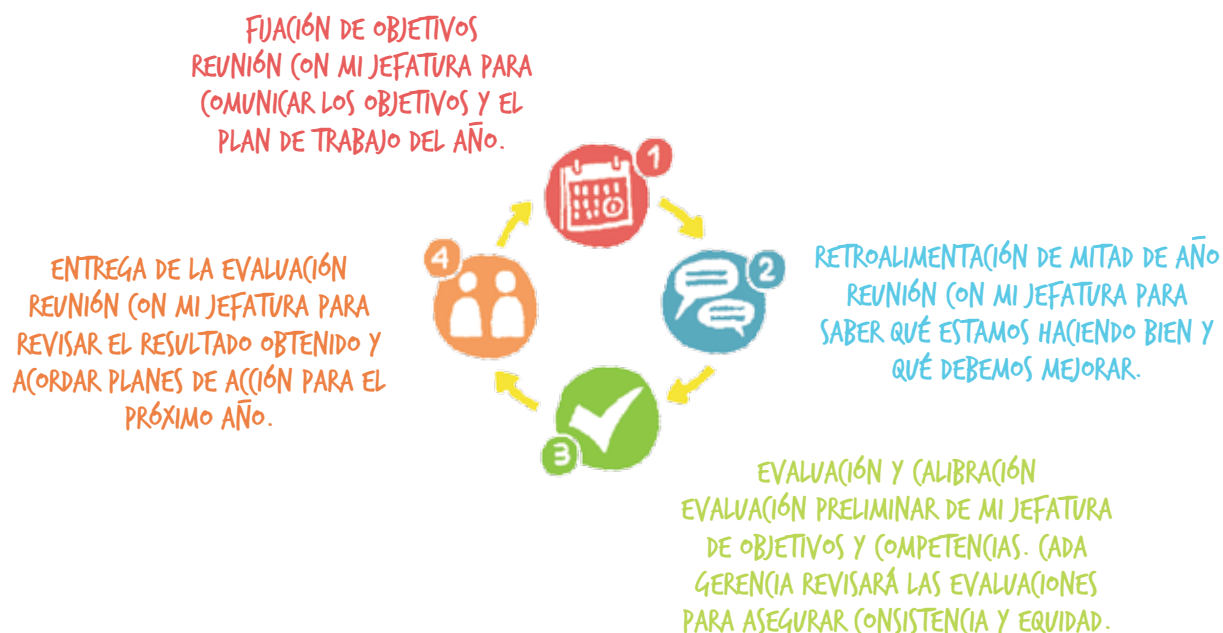 FIJACIÓN DE OBJETIVOS
REUNIÓN CON MI JEFATURA PARA
COMUNICAR LOS OBJETIVOS Y EL
PLAN DE TRABAJO DEL AÑO.
1
2
RETROALIMENTACIÓN DE MITAD DE AÑO
REUNIÓN CON MI JEFATURA PARA
SABER QUÉ ESTAMOS HACIENDO BIEN Y
QUÉ DEBEMOS MEJORAR.
3
EVALUACIÓN Y CALIBRACIÓN
EVALUACIÓN PRELIMINAR DE MI JEFATURA
DE OBJETIVOS Y COMPETENCIAS. CADA
GERENCIA REVISARÁ LAS EVALUACIONES
PARA ASEGURAR CONSISTENCIA Y EQUIDAD.
4
ENTREGA DE LA EVALUACIÓN
REUNIÓN CON MI JEFATURA PARA
REVISAR EL RESULTADO OBTENIDO Y
ACORDAR PLANES DE ACCIÓN PARA EL
PRÓXIMO AÑO.